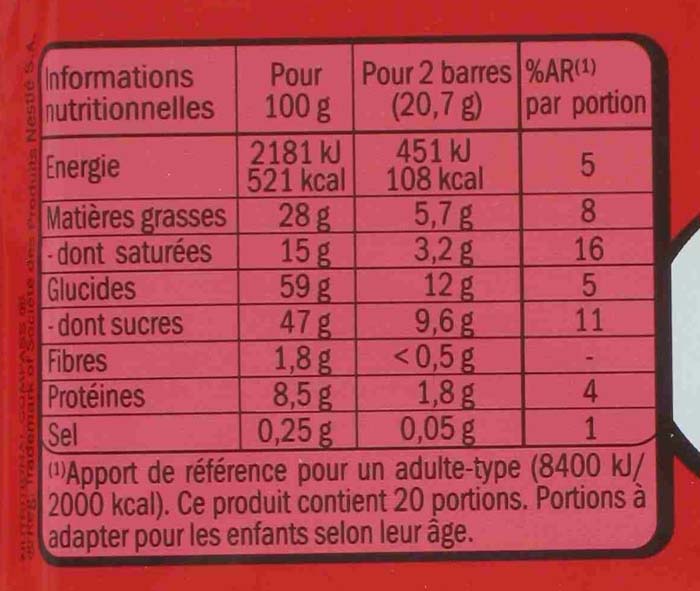 Informations nutritionnelles Pour 100 g Pour 2 barres (20,7 g) %AR(1) par portion
Energie 2181 kJ 521 kcal 451 kJ 108 kcal 5
Matières grasses 28 g 5,7 g 8
- dont saturées 15 g 3,2 g 16
Glucides 59 g 12 g 5
- dont sucres 47 g 9,6 g 11
Fibres 1,8 g < 0,5 g -
Protéines 8,5 g 1,8 g 4
Sel 0,25 g 0,05 g 1
(1)Apport de référence pour un adulte-type (8400 kJ/
2000 kcal). Ce produit contient 20 portions. Portions à
adapter pour les enfants selon leur âge.
NUTRITIONAL COMPASS ®
® Reg. Trademark of Société des Produits Nestlé S.A.